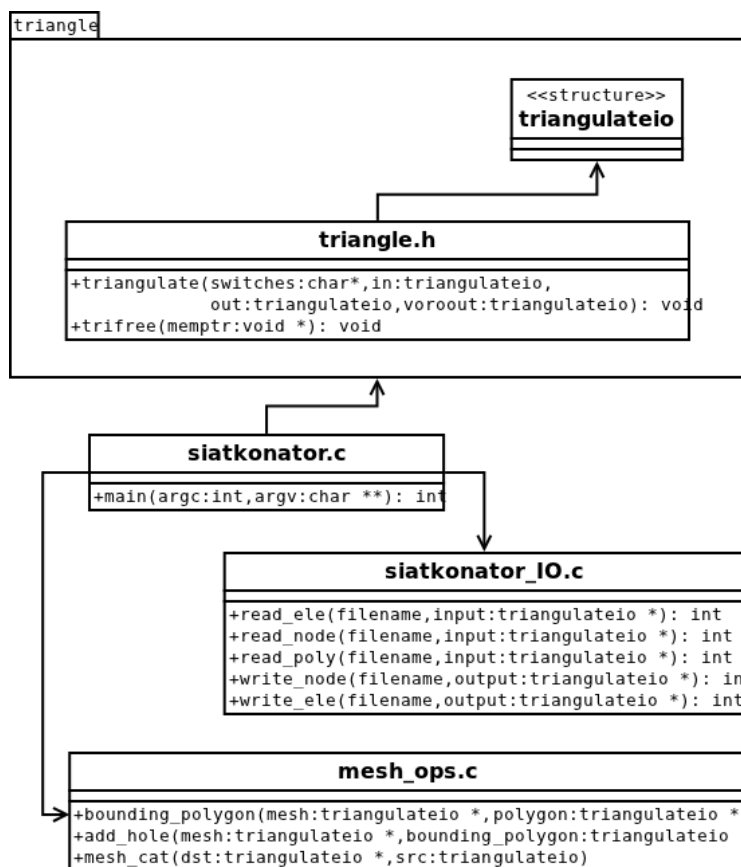 triangle
<<structure>>
triangulateio
triangle.h
+triangulate(switches:char*,in:triangulateio,
out:triangulateio,voroout:triangulateio): void
+trifree(memptr:void *): void
siatkonator.c
+main(argc:int,argv:char **): int
siatkonator_IO.c
+read_ele(filename,input:triangulateio *): int
+read_node(filename,input:triangulateio *): int
+read_poly(filename,input:triangulateio *): int
+write_node(filename,output:triangulateio *): in
+write_ele(filename,output:triangulateio *): int
mesh_ops.c
+bounding_polygon(mesh:triangulateio *,polygon:triangulateio *
+add_hole(mesh:triangulateio *,bounding_polygon:triangulateio
+mesh_cat(dst:triangulateio *,src:triangulateio)